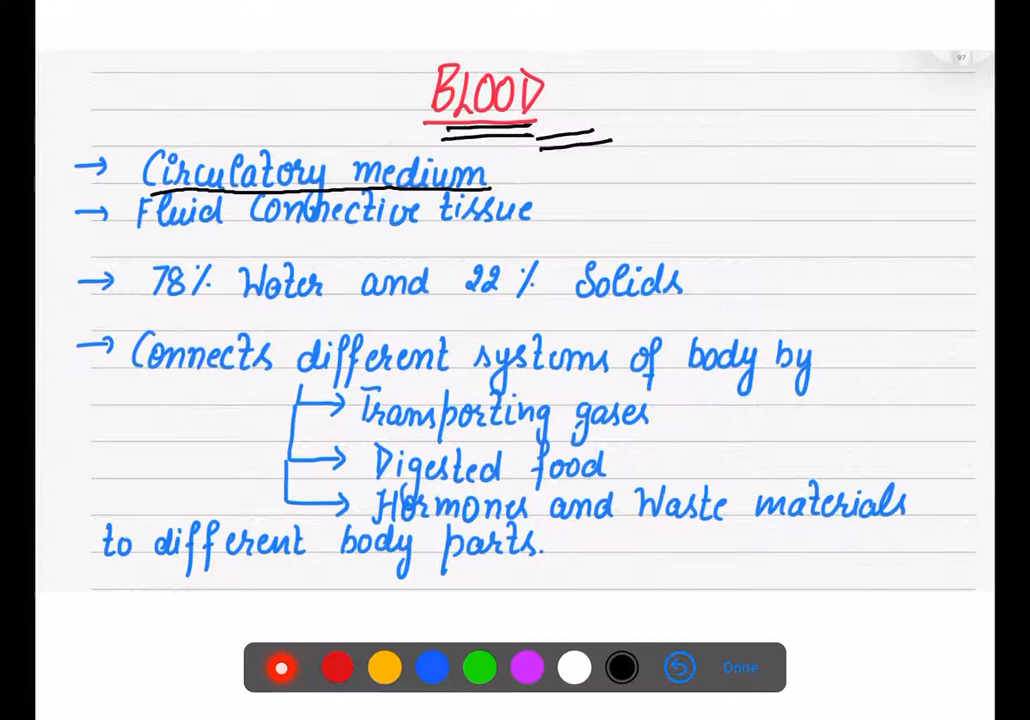 97
BLOOD
→ Circulatory medium
→ Fluid Connective tissue
→ 78% Water and 22% Solids
→ Connects different systems of body by
→ Transporting gases
→ Digested food
→ Hormones and Waste materials
to different body parts.
Done